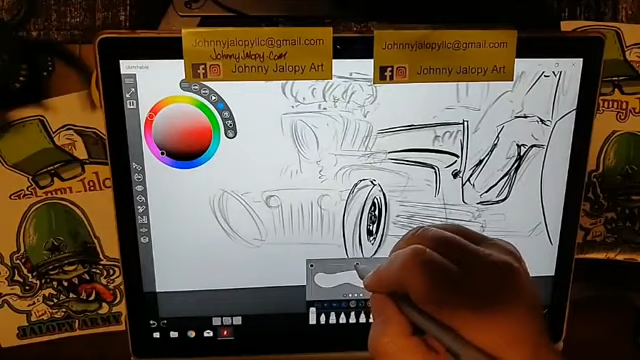 Johnnyjalopyllc@gmail.com
JohnnyJalopy.com
Johnny Jalopy Art
Johnnyjalopyllc@gmail.com
Johnny Jalopy Art
JALOPY ARMY